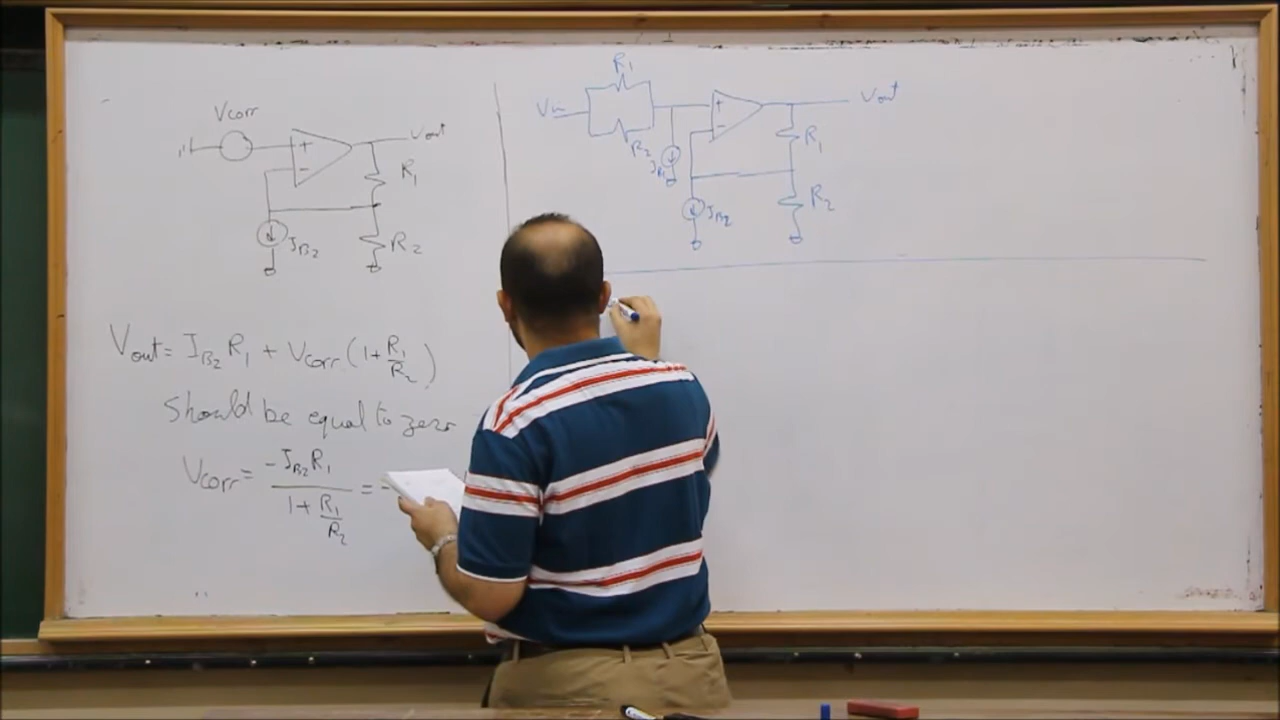 Vcorr
+
-
Vout
R1
JB2
R2
Vout = JB2 R1 + Vcorr (1 + R1/R2)
Should be equal to zero
Vcorr = -JB2 R1 / (1 + R1/R2) = -
R1
Vin
R2
+
-
Vout
R1
JB1
JB2
R2